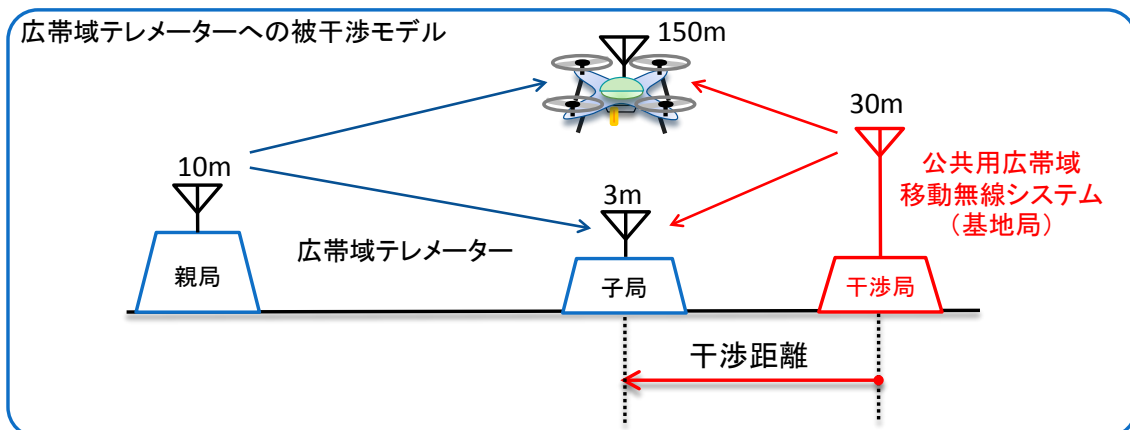 広帯域テレメーターへの被干渉モデル
150m
30m
10m
公共用広帯域
移動無線システム
（基地局）
3m
広帯域テレメーター
親局
子局
干渉局
干渉距離